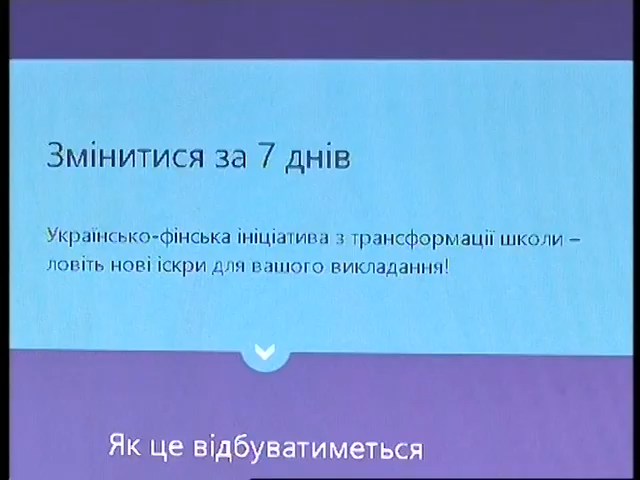 Змінитися за 7 днів
Українсько-фінська ініціатива з трансформації школи –
ловіть нові іскри для вашого викладання!
Як це відбуватиметься